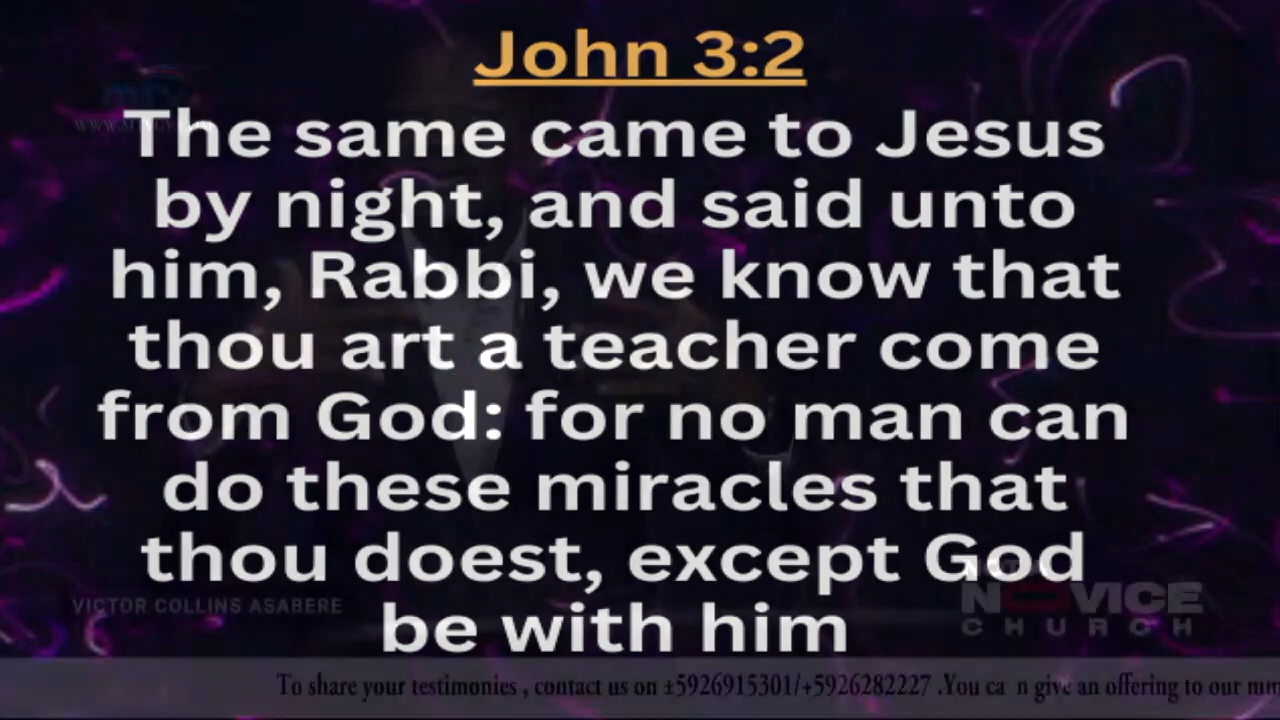 John 3:2
The same came to Jesus
by night, and said unto
him, Rabbi, we know that
thou art a teacher come
from God: for no man can
do these miracles that
thou doest, except God
be with him
VICTOR COLLINS ASABERE
NOVICE
CHURCH
To share your testimonies , contact us on ±5926915301/+5926282227 .You ca n give an offering to our